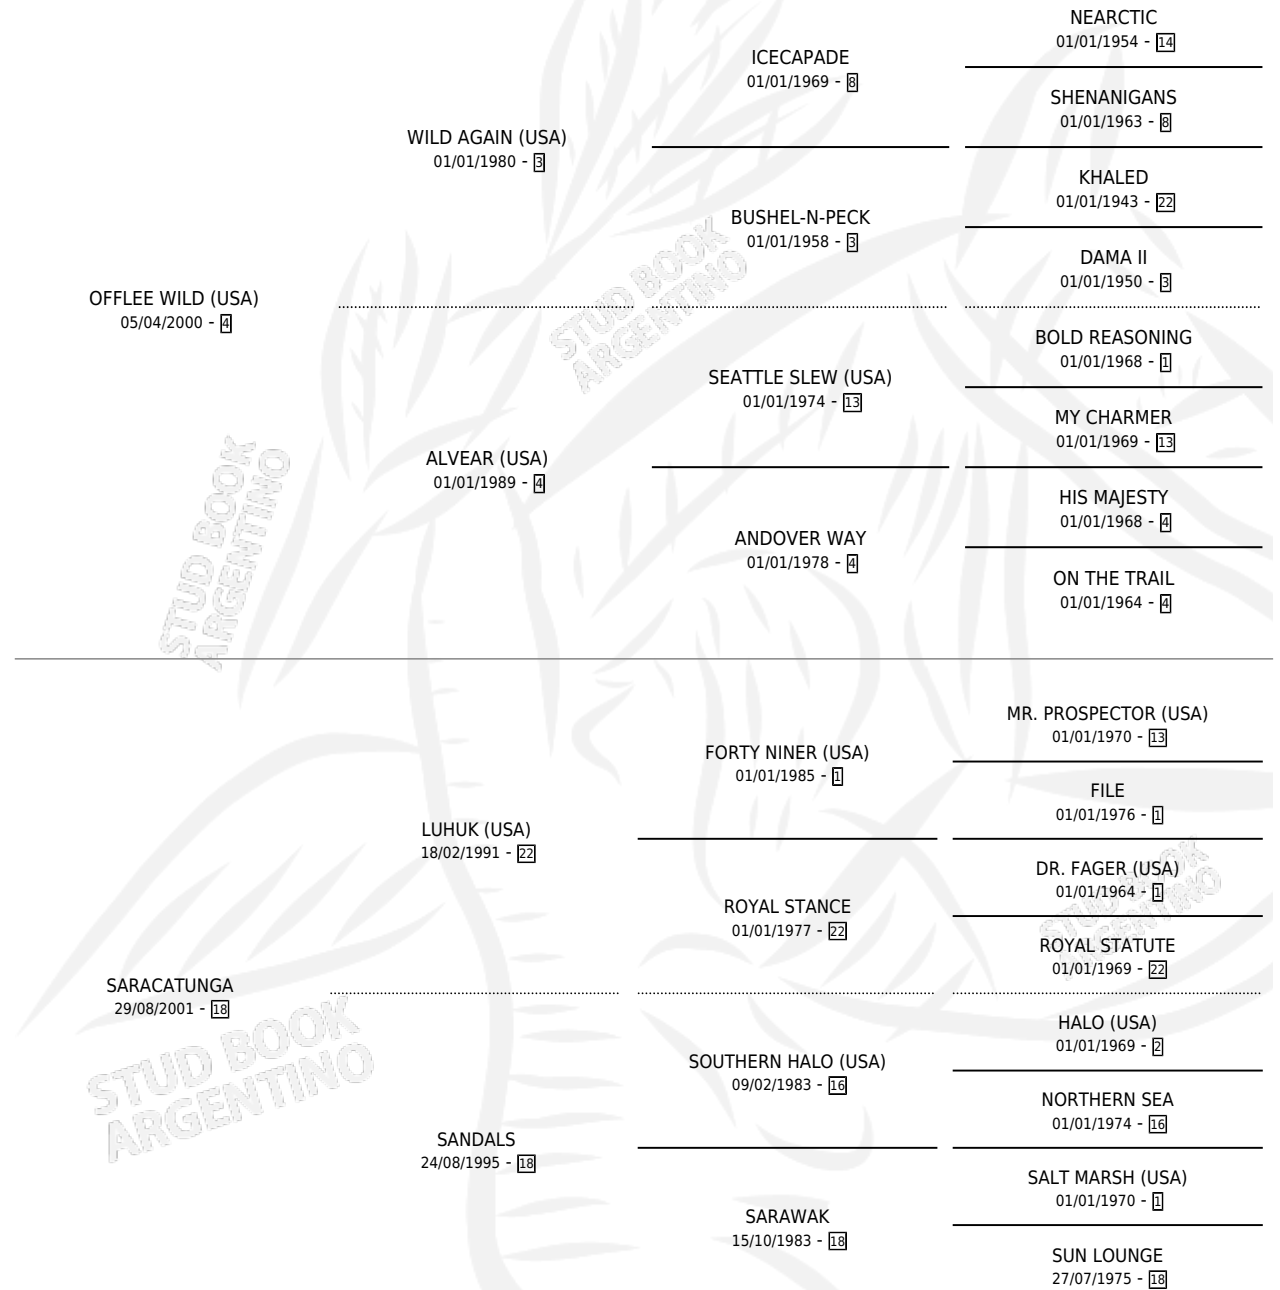 NEARCTIC
01/01/1954 - 14
ICECAPADE
01/01/1969 - 8
SHENANIGANS
01/01/1963 - 8
WILD AGAIN (USA)
01/01/1980 - 3
KHALED
01/01/1943 - 22
BUSHEL-N-PECK
01/01/1958 - 3
DAMA II
01/01/1950 - 3
OFFLEE WILD (USA)
05/04/2000 - 4
BOLD REASONING
01/01/1968 - 1
SEATTLE SLEW (USA)
01/01/1974 - 13
MY CHARMER
01/01/1969 - 13
ALVEAR (USA)
01/01/1989 - 4
HIS MAJESTY
01/01/1968 - 4
ANDOVER WAY
01/01/1978 - 4
ON THE TRAIL
01/01/1964 - 4
STUD BOOK
ARGENTINO
STUD BOOK
ARGENTINO
MR. PROSPECTOR (USA)
01/01/1970 - 13
FORTY NINER (USA)
01/01/1985 - 1
FILE
01/01/1976 - 1
LUHUK (USA)
18/02/1991 - 22
DR. FAGER (USA)
01/01/1964 - 1
ROYAL STANCE
01/01/1977 - 22
ROYAL STATUTE
01/01/1969 - 22
STUD BOOK
ARGENTINO
SARACATUNGA
29/08/2001 - 18
HALO (USA)
01/01/1969 - 2
SOUTHERN HALO (USA)
09/02/1983 - 16
NORTHERN SEA
01/01/1974 - 16
STUD BOOK
ARGENTINO
SANDALS
24/08/1995 - 18
SALT MARSH (USA)
01/01/1970 - 1
SARAWAK
15/10/1983 - 18
SUN LOUNGE
27/07/1975 - 18